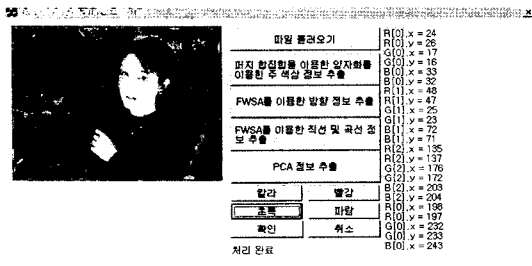 파일 불러오기
퍼지 합집합을 이용한 양자화를
이용한 주 색상 정보 추출
FWSA를 이용한 방향 정보 추출
FWSA를 이용한 직선 및 곡선 정
보 추출
PCA 정보 추출
칼라
빨강
초록
파랑
확인
취소
처리 완료
R[0].x = 24
R[0].y = 26
G[0].x = 17
G[0].y = 16
B[0].x = 33
B[0].y = 32
R[1].x = 48
R[1].y = 47
G[1].x = 25
G[1].y = 23
B[1].x = 72
B[1].y = 71
R[2].x = 135
R[2].y = 137
G[2].x = 176
G[2].y = 172
B[2].x = 203
B[2].y = 204
R[0].x = 198
R[0].y = 197
G[0].x = 232
G[0].y = 233
B[0].x = 243